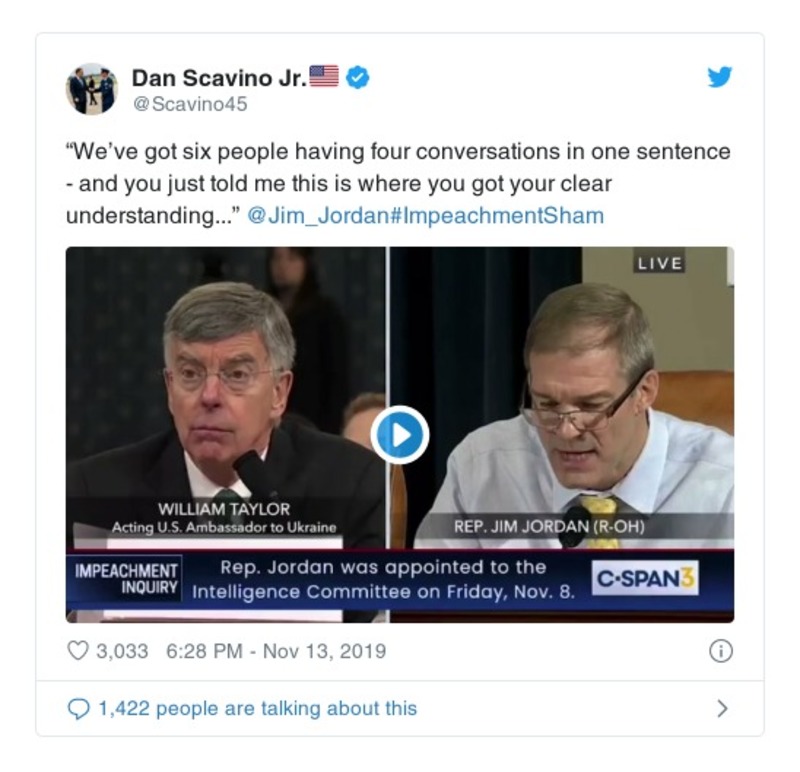 Dan Scavino Jr.🇺🇸
@Scavino45
“We’ve got six people having four conversations in one sentence
- and you just told me this is where you got your clear
understanding...” @Jim_Jordan#ImpeachmentSham
LIVE
WILLIAM TAYLOR
Acting U.S. Ambassador to Ukraine
REP. JIM JORDAN (R-OH)
IMPEACHMENT
INQUIRY
Rep. Jordan was appointed to the
Intelligence Committee on Friday, Nov. 8.
C-SPAN3
3,033 6:28 PM - Nov 13, 2019
1,422 people are talking about this